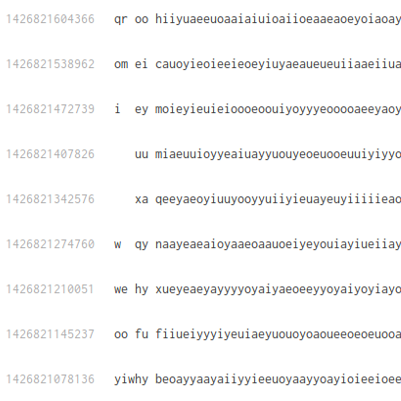 1426821604366 qr oo hiiyuaeeuoaaiaiuioaiioeaaeaoeyoiaoay
1426821538962 om ei cauoyieoieeieoeyiuyaeaueueuiiaaeiiua
1426821472739 i ey moieyieuieioooeoouiyoyyyeooooaeeyaoy
1426821407826 uu miaeuuioyyeaiuayyuouyeoeuooeuuiyiyyo
1426821342576 xa qeeyaeoyiuuyooyyuiiyieuayeuyiiiiieao
1426821274760 w qy naayeaeaioyaaeoaauoeiyeyouiayiueiiay
1426821210051 we hy xueyeaeyayyyyoyaiyaeoeeyyoyaiyoyiayo
1426821145237 oo fu fiiueiyyyiyeuiaeyuouoyoaoueeoeoeuooa
1426821078136 yiwhy beoayyaayaiiyyieeuoyaayyoayioieeioee